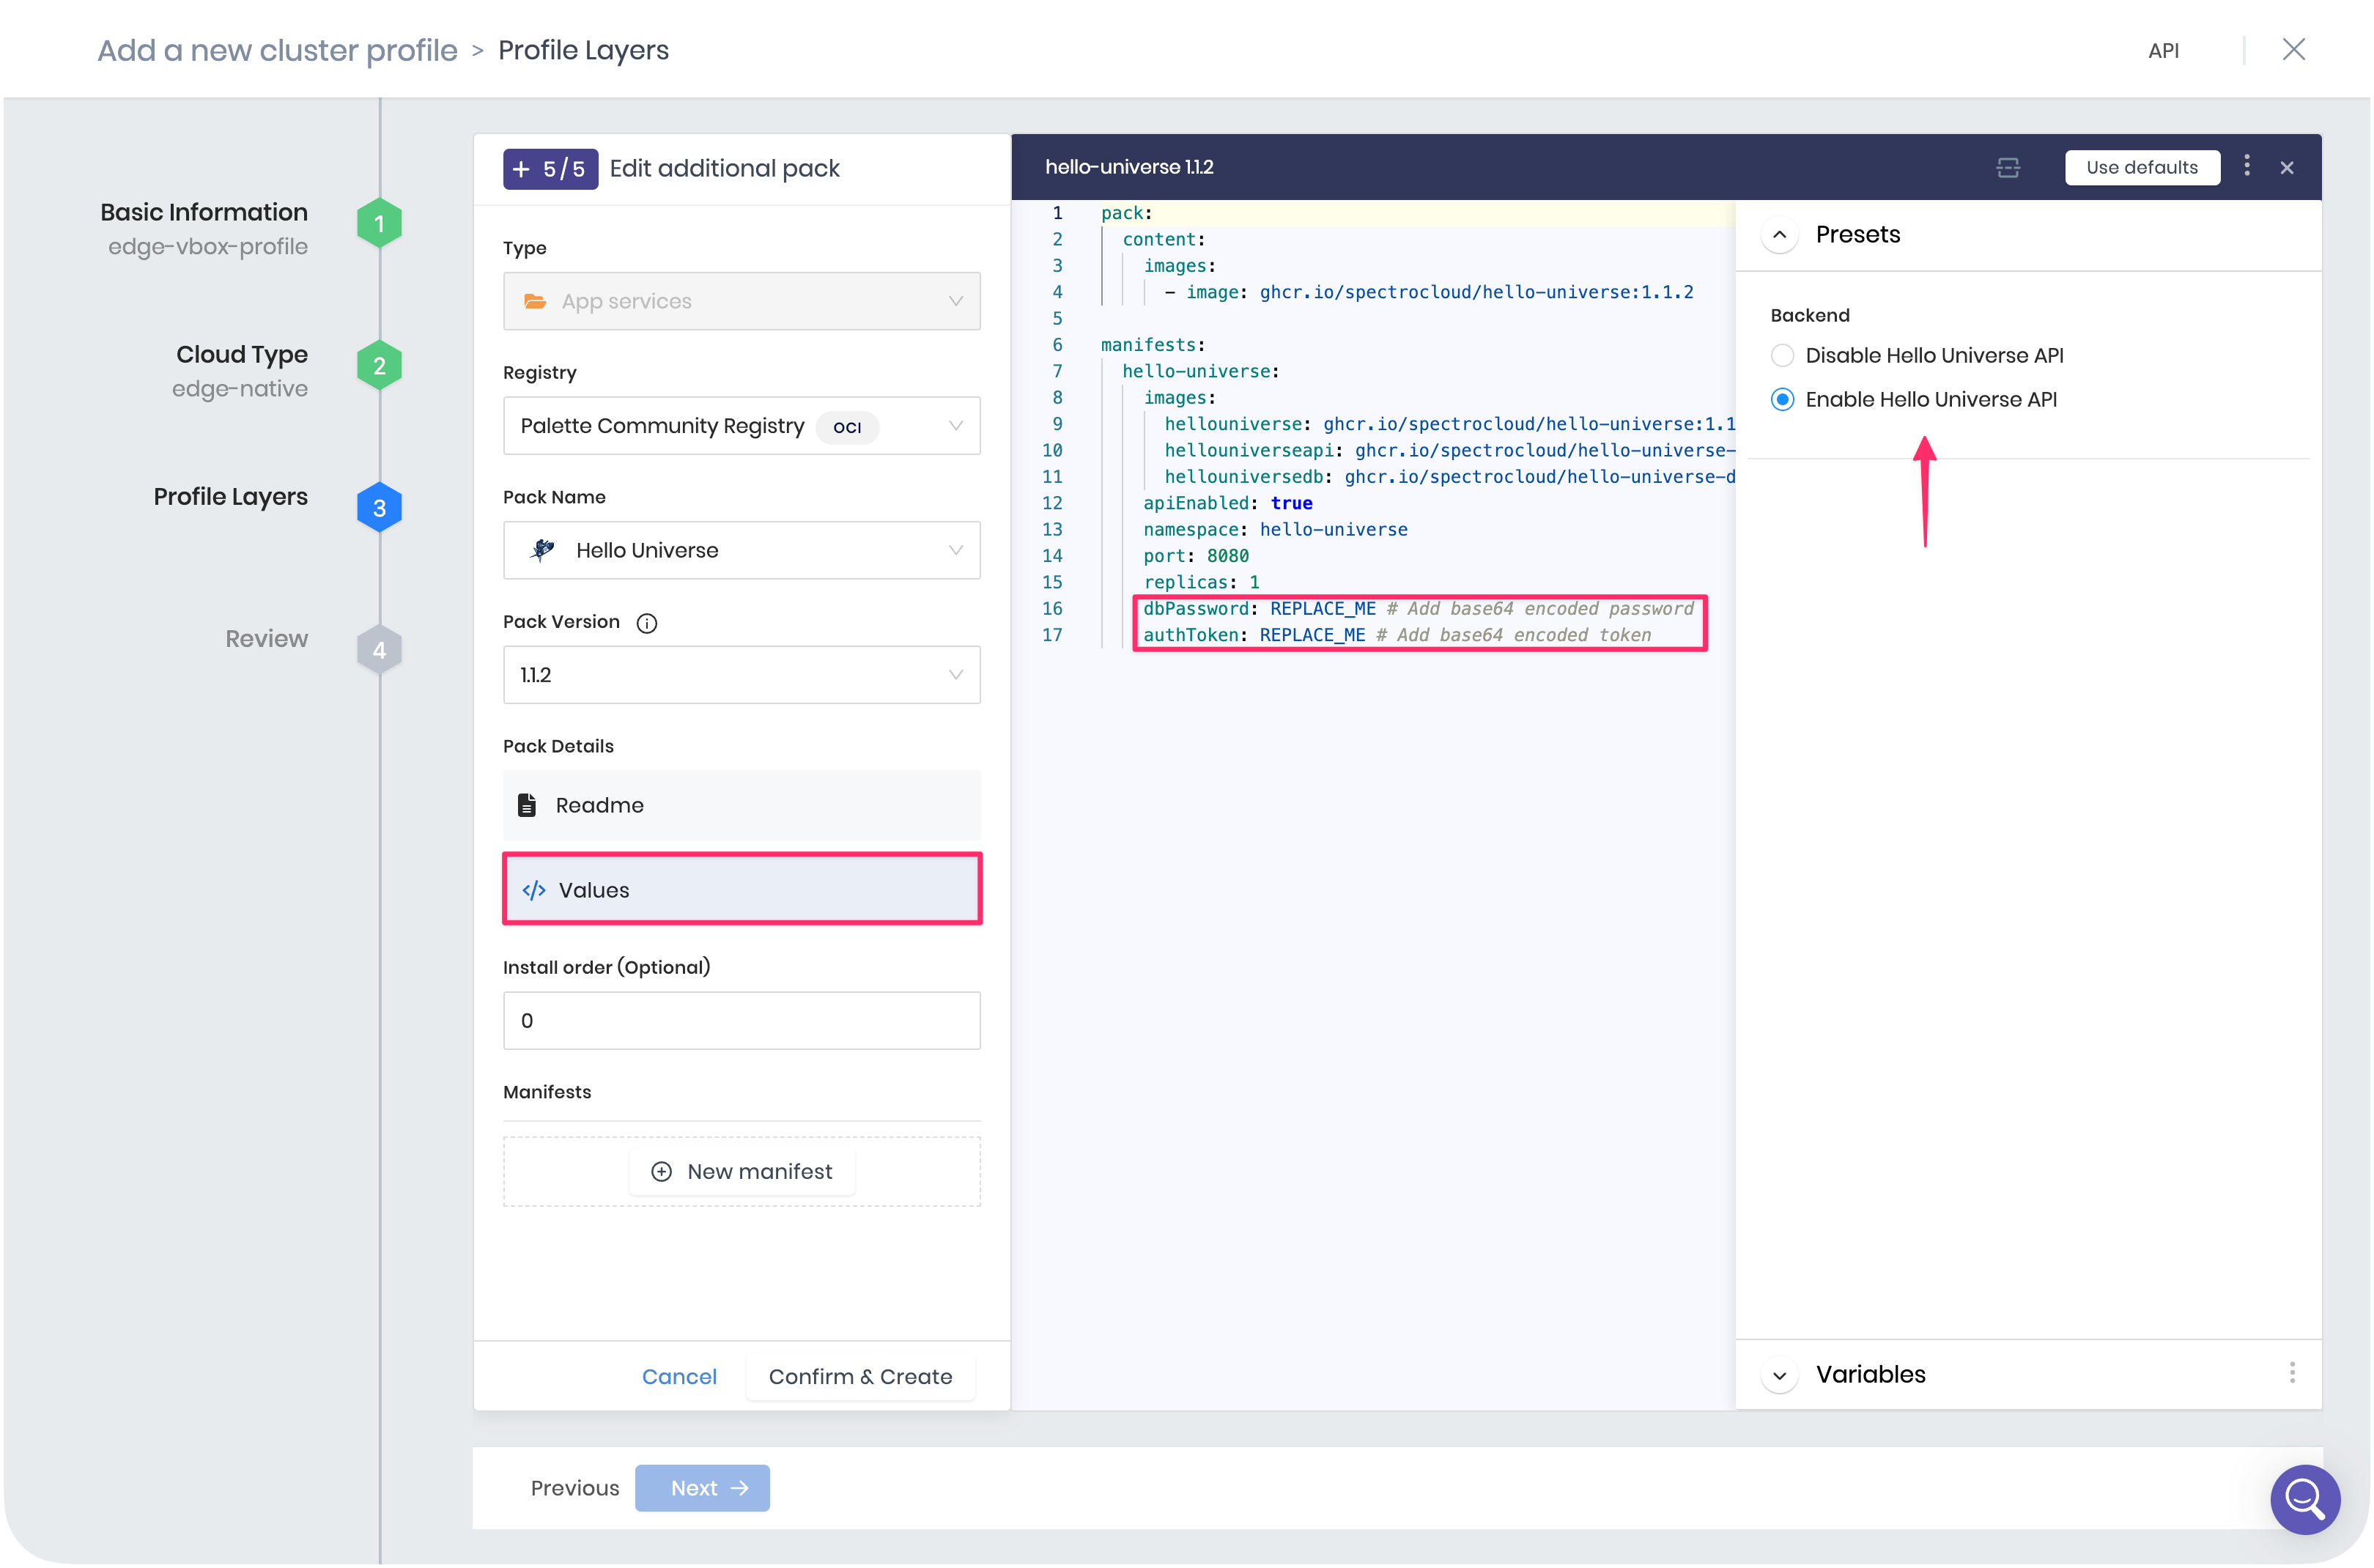 Add a new cluster profile > Profile Layers
API
Basic Information
edge-vbox-profile
1
Cloud Type
edge-native
2
Profile Layers
3
Review
4
+ 5/5 Edit additional pack
Type
App services
Registry
Palette Community Registry OCI
Pack Name
Hello Universe
Pack Version
1.1.2
Pack Details
Readme
</> Values
Install order (Optional)
0
Manifests
New manifest
Cancel
Confirm & Create
hello-universe 1.1.2
Use defaults
1 pack:
2 content:
3 images:
4 - image: ghcr.io/spectrocloud/hello-universe:1.1.2
5
6 manifests:
7 hello-universe:
8 images:
9 hellouniverse: ghcr.io/spectrocloud/hello-universe:1.1
10 hellouniverseapi: ghcr.io/spectrocloud/hello-universe-
11 hellouniversedb: ghcr.io/spectrocloud/hello-universe-d
12 apiEnabled: true
13 namespace: hello-universe
14 port: 8080
15 replicas: 1
16 dbPassword: REPLACE_ME # Add base64 encoded password
17 authToken: REPLACE_ME # Add base64 encoded token
Presets
Backend
Disable Hello Universe API
Enable Hello Universe API
Variables
Previous
Next →